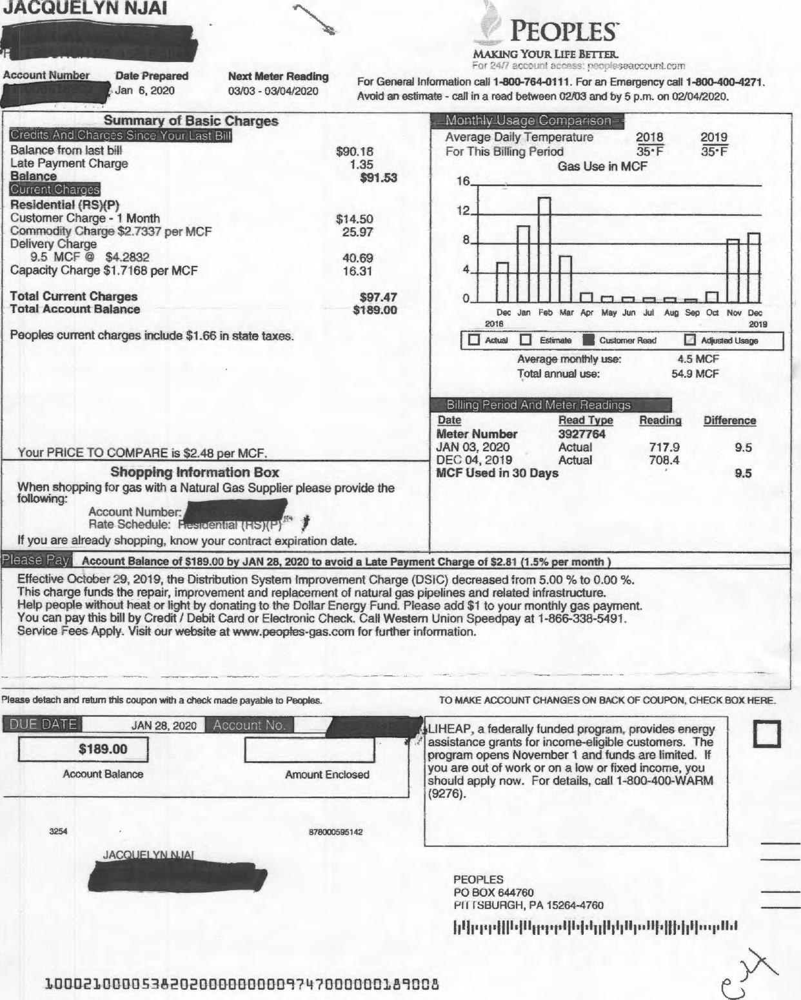 JACQUELYN NJAI
PEOPLES
MAKING YOUR LIFE BETTER
For 24/7 account access: peopleseaccount.com
Account Number Date Prepared Next Meter Reading
Jan 6, 2020 03/03 - 03/04/2020
For General Information call 1-800-764-0111. For an Emergency call 1-800-400-4271.
Avoid an estimate - call in a read between 02/03 and by 5 p.m. on 02/04/2020.
Summary of Basic Charges
Credits And Charges Since Your Last Bill
Balance from last bill $90.18
Late Payment Charge 1.35
Balance $91.53
Current Charges
Residential (RS)(P)
Customer Charge - 1 Month $14.50
Commodity Charge $2.7337 per MCF 25.97
Delivery Charge
9.5 MCF @ $4.2832 40.69
Capacity Charge $1.7168 per MCF 16.31
Total Current Charges $97.47
Total Account Balance $189.00
Peoples current charges include $1.66 in state taxes.
Your PRICE TO COMPARE is $2.48 per MCF.
Monthly Usage Comparison
Average Daily Temperature 2018 2019
For This Billing Period 35°F 35°F
Gas Use in MCF
16
12
8
4
0
Dec Jan Feb Mar Apr May Jun Jul Aug Sep Oct Nov Dec
2018 2019
Actual Estimate Customer Read Adjusted Usage
Average monthly use: 4.5 MCF
Total annual use: 54.9 MCF
Billing Period And Meter Readings
Date Read Type Reading Difference
Meter Number 3927764
JAN 03, 2020 Actual 717.9 9.5
DEC 04, 2019 Actual 708.4
MCF Used in 30 Days 9.5
Shopping Information Box
When shopping for gas with a Natural Gas Supplier please provide the
following:
Account Number:
Rate Schedule: Residential (RS)(P)
If you are already shopping, know your contract expiration date.
Please Pay Account Balance of $189.00 by JAN 28, 2020 to avoid a Late Payment Charge of $2.81 (1.5% per month )
Effective October 29, 2019, the Distribution System Improvement Charge (DSIC) decreased from 5.00 % to 0.00 %.
This charge funds the repair, improvement and replacement of natural gas pipelines and related infrastructure.
Help people without heat or light by donating to the Dollar Energy Fund. Please add $1 to your monthly gas payment.
You can pay this bill by Credit / Debit Card or Electronic Check. Call Western Union Speedpay at 1-866-338-5491.
Service Fees Apply. Visit our website at www.peoples-gas.com for further information.
Please detach and return this coupon with a check made payable to Peoples.
TO MAKE ACCOUNT CHANGES ON BACK OF COUPON, CHECK BOX HERE.
DUE DATE JAN 28, 2020 Account No.
$189.00
Account Balance Amount Enclosed
LIHEAP, a federally funded program, provides energy
assistance grants for income-eligible customers. The
program opens November 1 and funds are limited. If
you are out of work or on a low or fixed income, you
should apply now. For details, call 1-800-400-WARM
(9276).
3254 878000595142
JACQUELYN NJAI
PEOPLES
PO BOX 644760
PITTSBURGH, PA 15264-4760